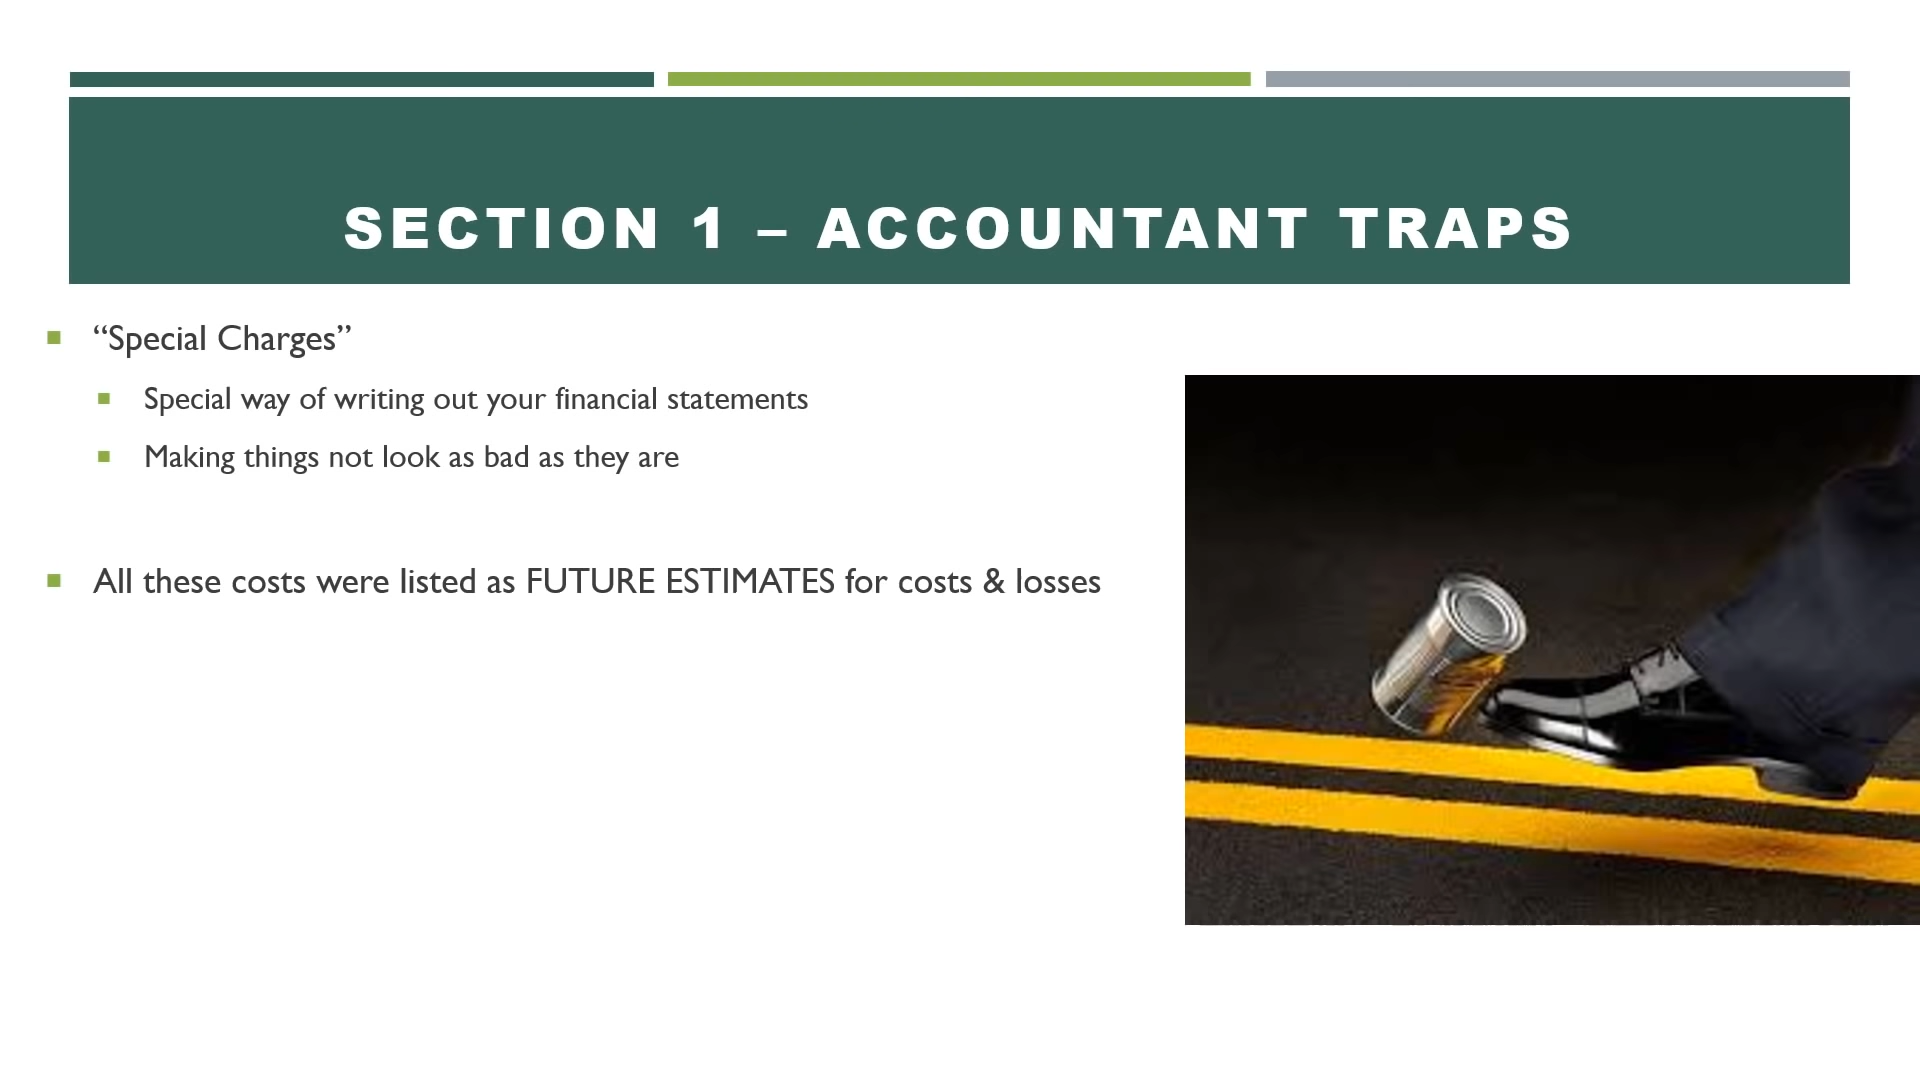 SECTION 1 – ACCOUNTANT TRAPS
“Special Charges”
Special way of writing out your financial statements
Making things not look as bad as they are
All these costs were listed as FUTURE ESTIMATES for costs & losses